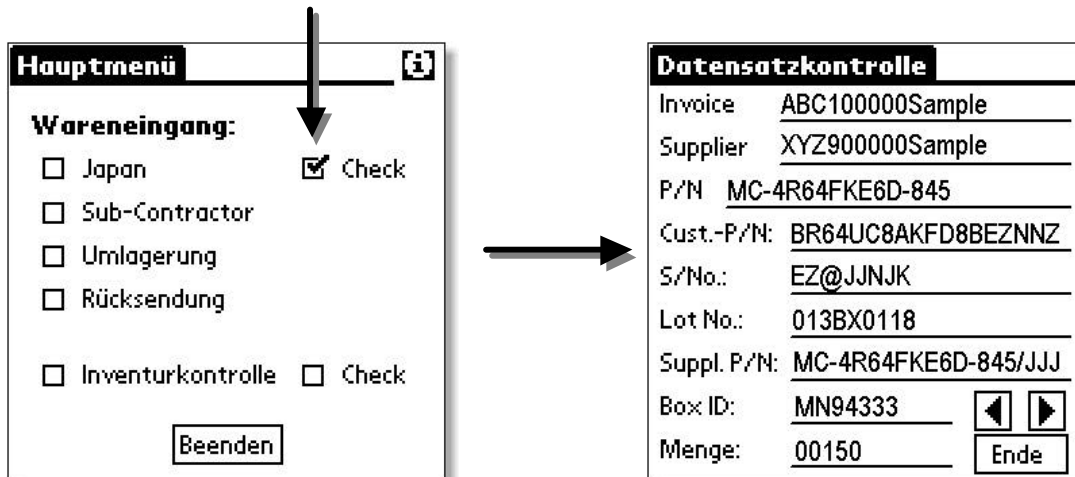 Hauptmenü
Wareneingang:
Japan Check
Sub-Contractor
Umlagerung
Rücksendung
Inventurkontrolle Check
Beenden
Datensatzkontrolle
Invoice ABC100000Sample
Supplier XYZ900000Sample
P/N MC-4R64FKE6D-845
Cust.-P/N: BR64UC8AKFD8BEZNNZ
S/No.: EZ@JJNJK
Lot No.: 013BX0118
Suppl. P/N: MC-4R64FKE6D-845/JJJ
Box ID: MN94333
Menge: 00150 Ende